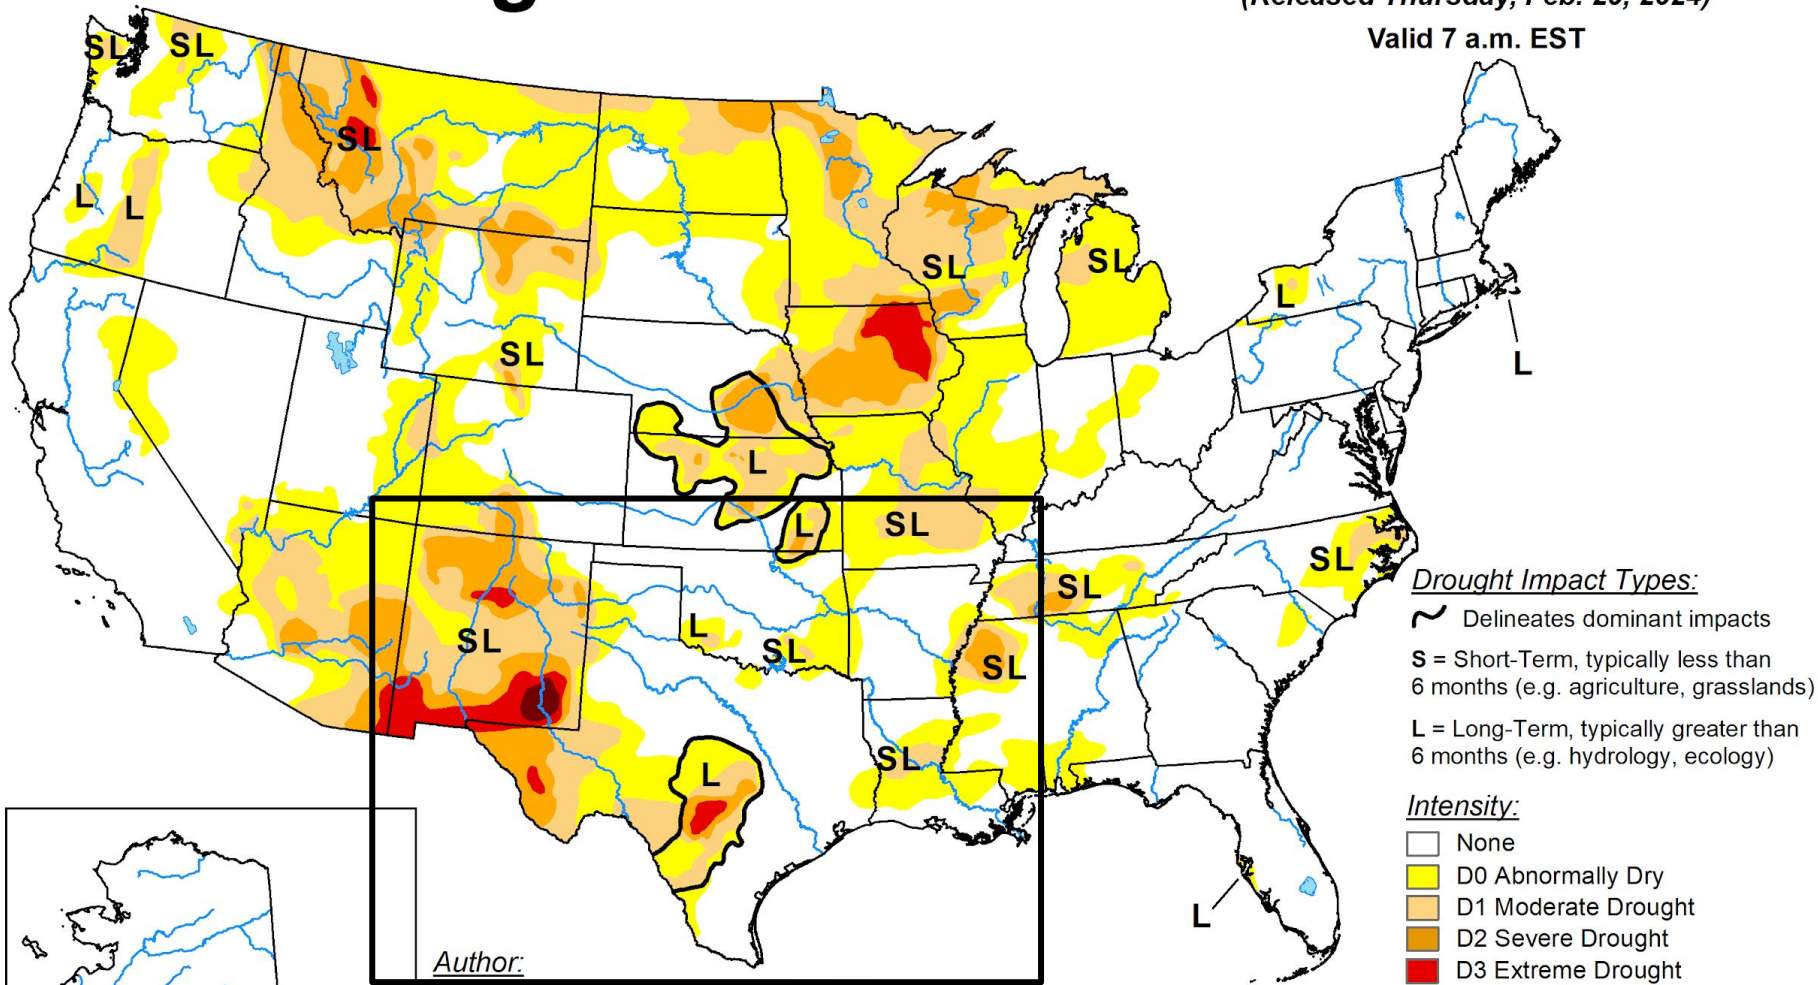 Valid 7 a.m. EST
SL
SL
SL
L
L
SL
SL
L
L
SL
L
L
SL
SL
SL
L
SL
SL
L
SL
SL
L
L
Author:
Drought Impact Types:
Delineates dominant impacts
S = Short-Term, typically less than
6 months (e.g. agriculture, grasslands)
L = Long-Term, typically greater than
6 months (e.g. hydrology, ecology)
Intensity:
None
D0 Abnormally Dry
D1 Moderate Drought
D2 Severe Drought
D3 Extreme Drought